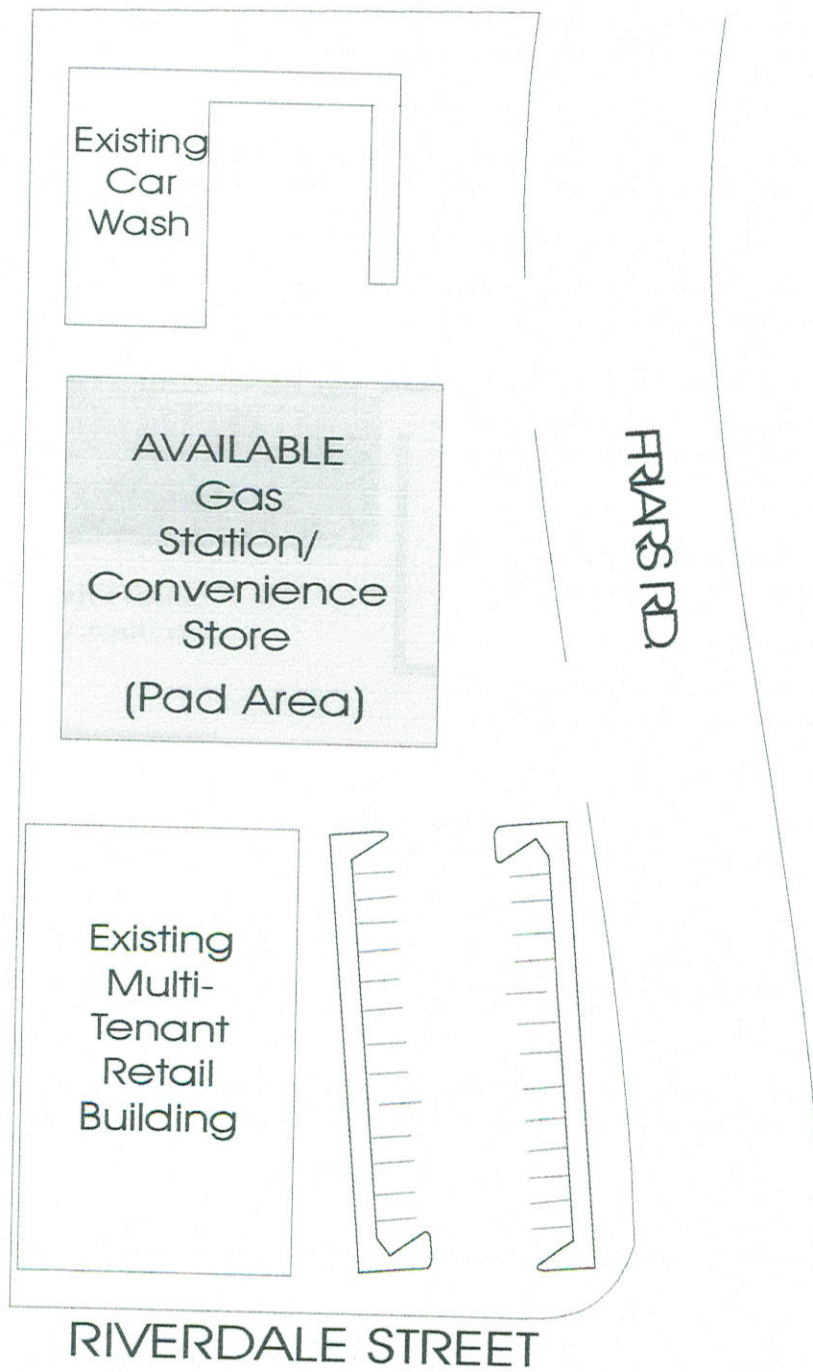 Existing
Car
Wash
AVAILABLE
Gas
Station/
Convenience
Store
(Pad Area)
FRIARS RD.
Existing
Multi-
Tenant
Retail
Building
RIVERDALE STREET